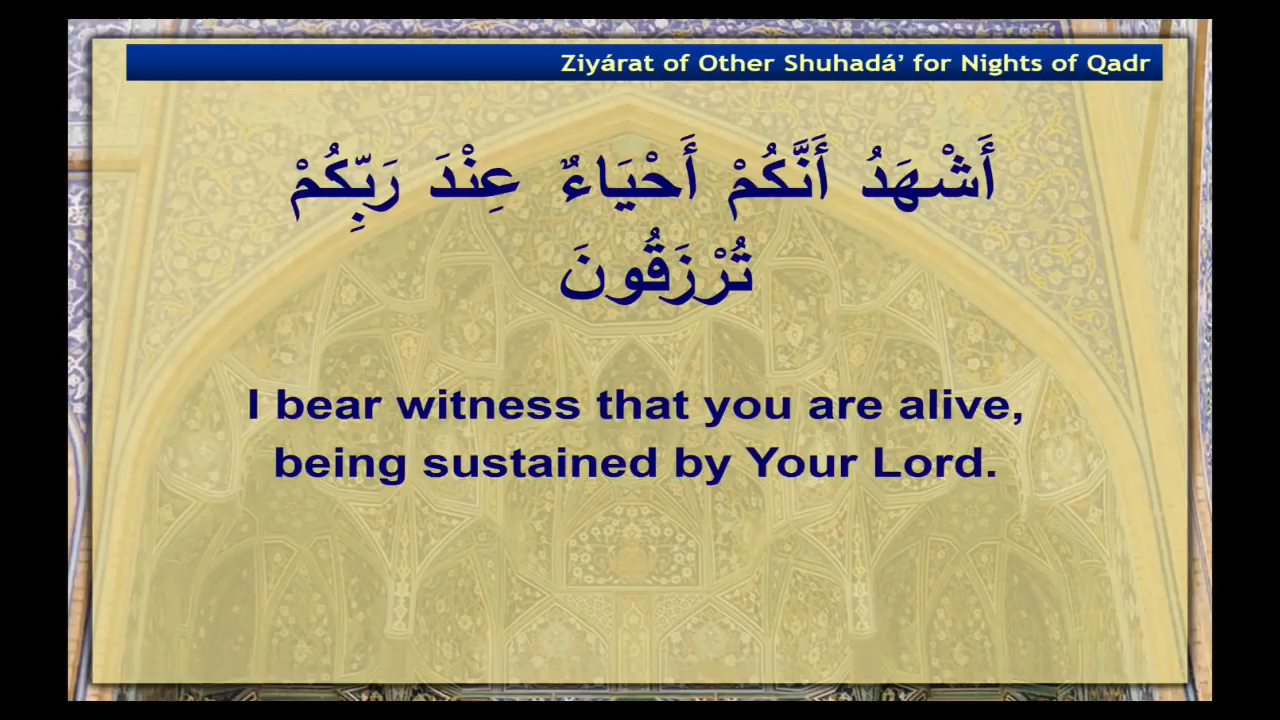 Ziyárat of Other Shuhadá’ for Nights of Qadr
أَشْهَدُ أَنَّكُمْ أَحْيَاءٌ عِنْدَ رَبِّكُمْ
تُرْزَقُونَ
I bear witness that you are alive,
being sustained by Your Lord.